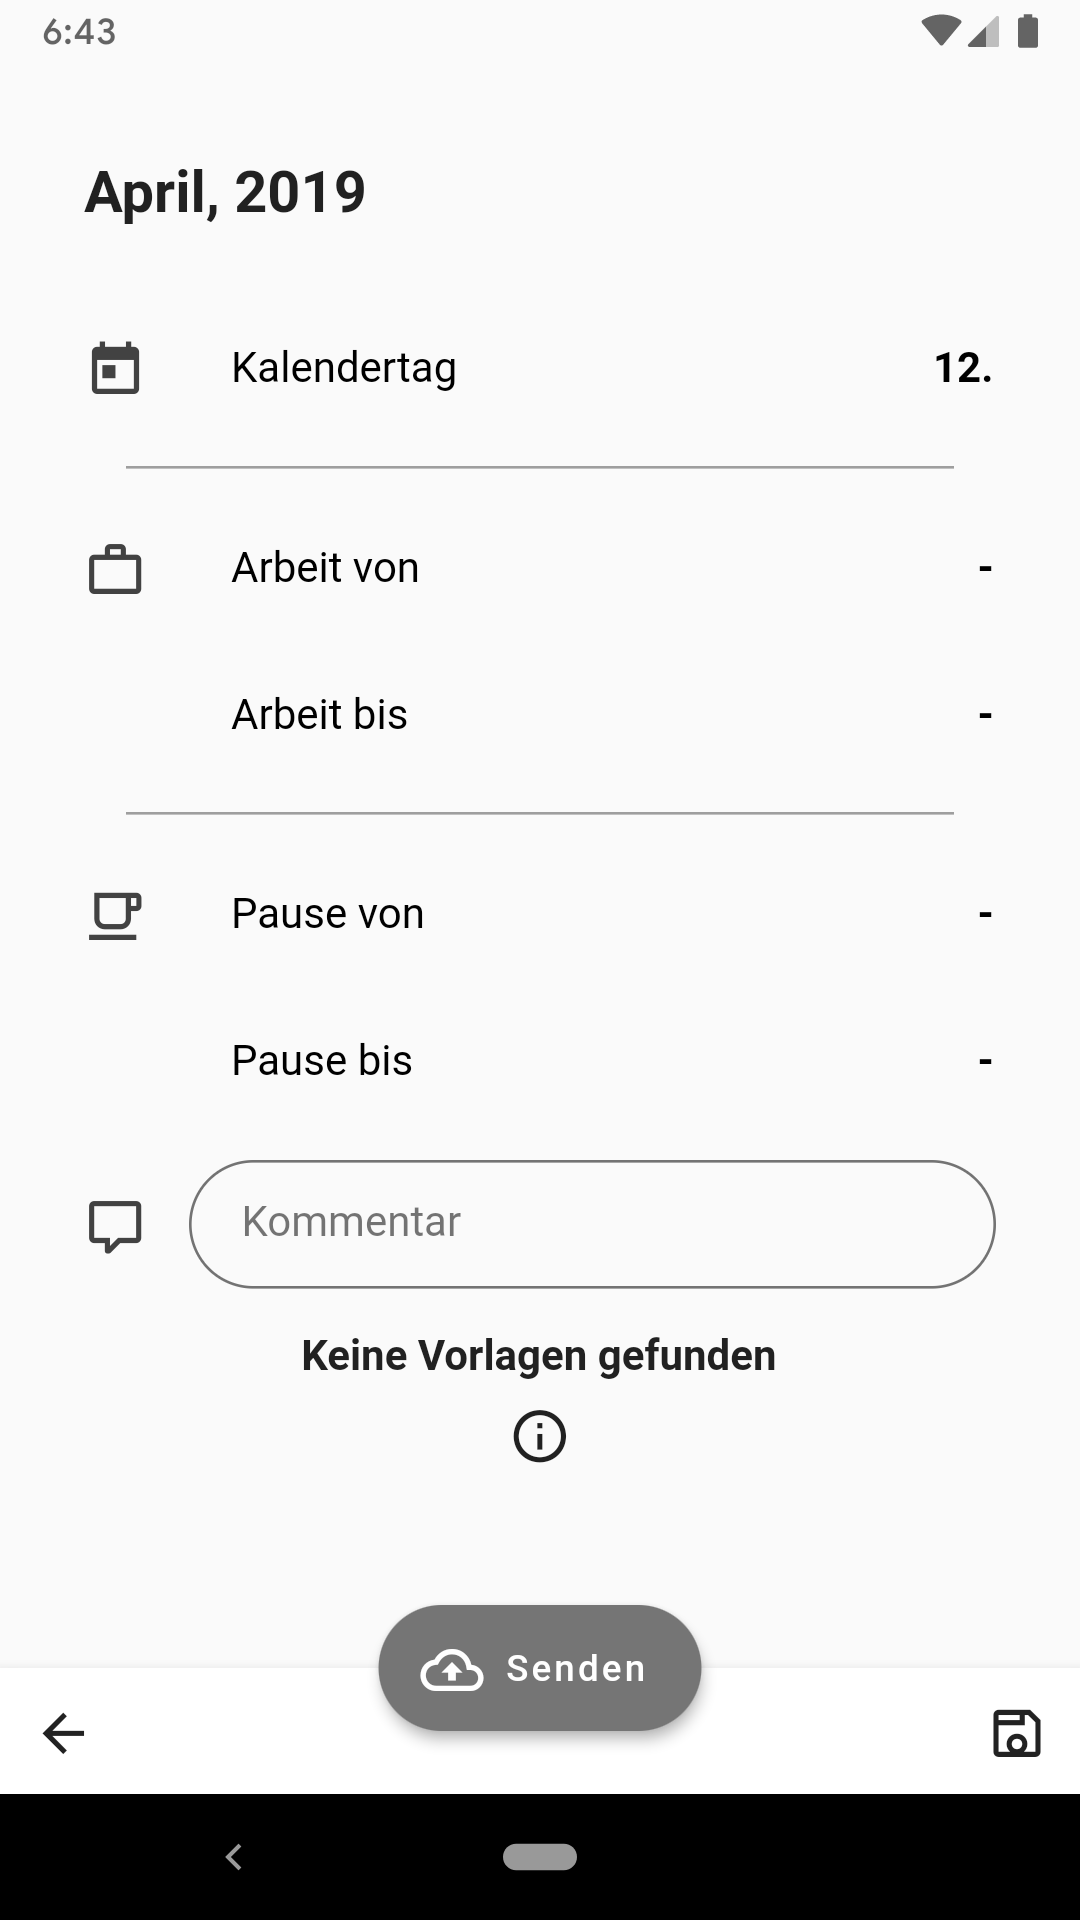 6:43
April, 2019
Kalendertag 12.
Arbeit von -
Arbeit bis -
Pause von -
Pause bis -
Kommentar
Keine Vorlagen gefunden
Senden